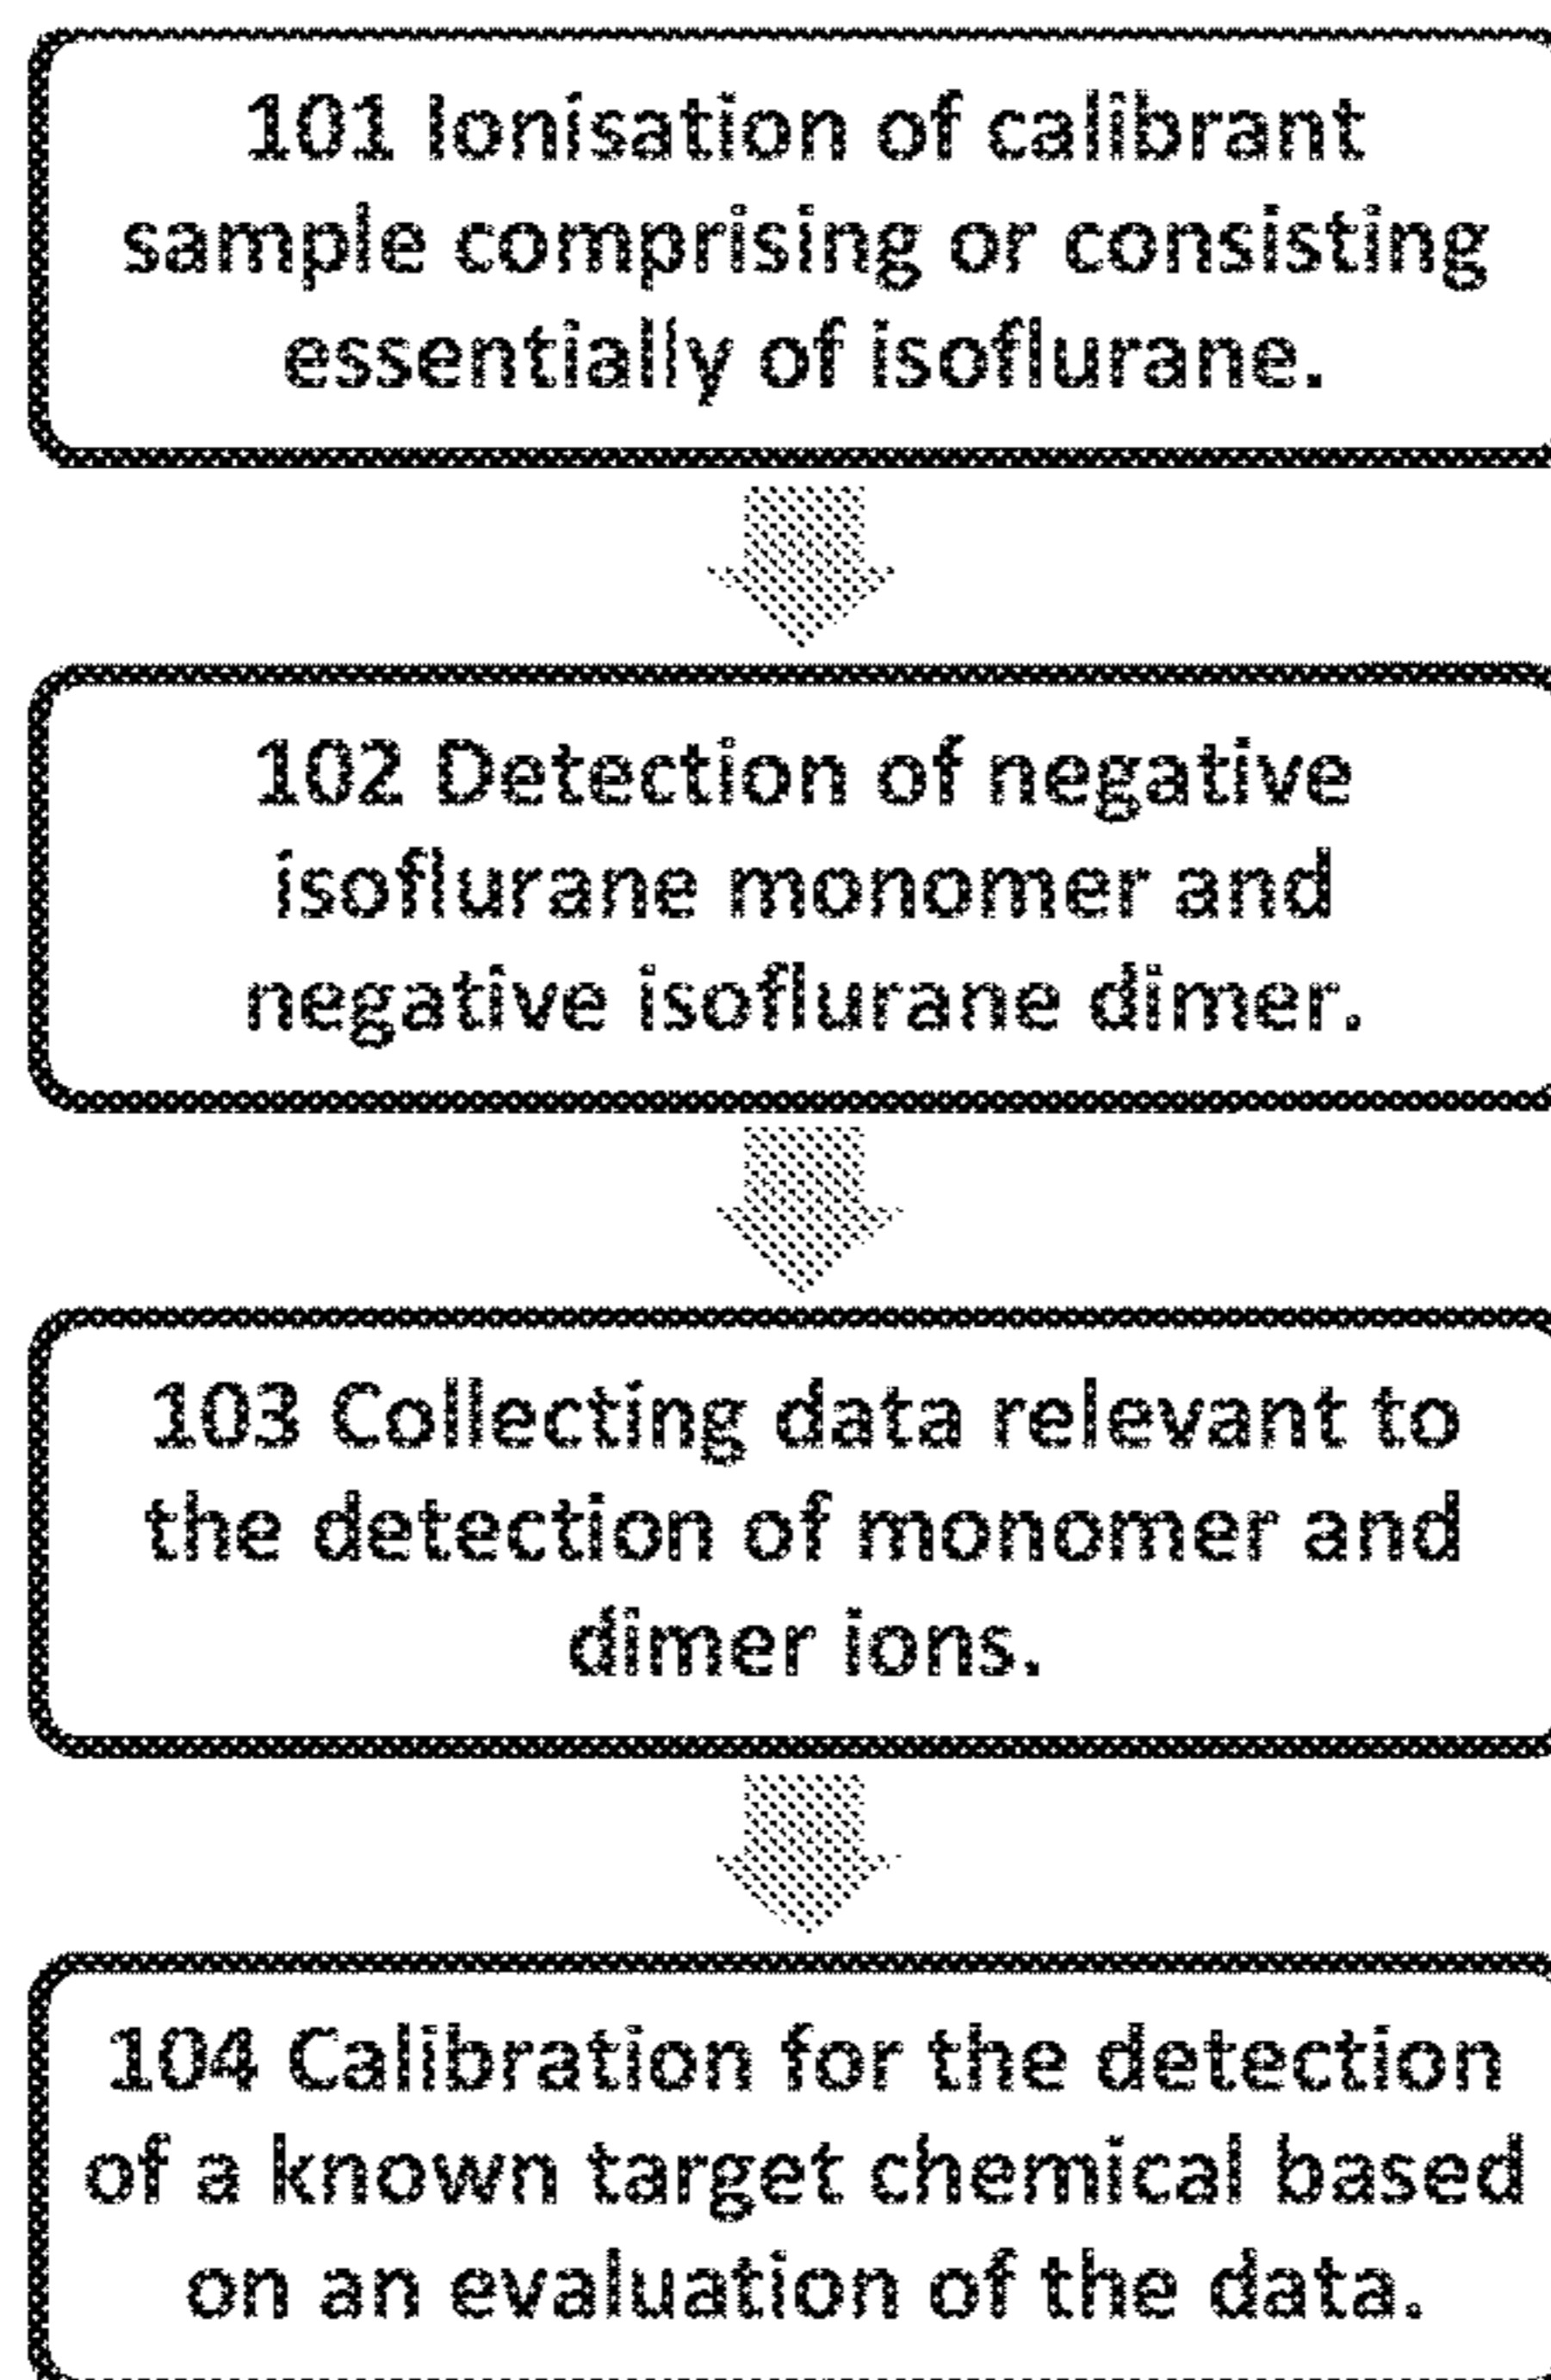 101 Ionisation of calibrant
sample comprising or consisting
essentially of isoflurane.
102 Detection of negative
isoflurane monomer and
negative isoflurane dimer.
103 Collecting data relevant to
the detection of monomer and
dimer ions.
104 Calibration for the detection
of a known target chemical based
on an evaluation of the data.